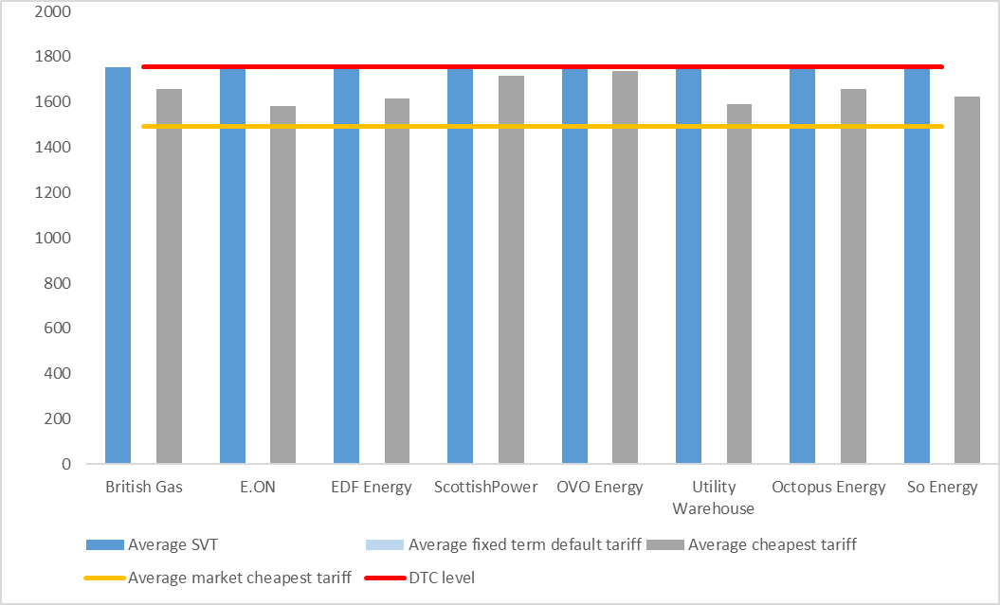 2000
1800
1600
1400
1200
1000
800
600
400
200
0
British Gas
E.ON
EDF Energy
ScottishPower
OVO Energy
Utility
Warehouse
Octopus Energy
So Energy
Average SVT
Average fixed term default tariff
Average cheapest tariff
Average market cheapest tariff
DTC level